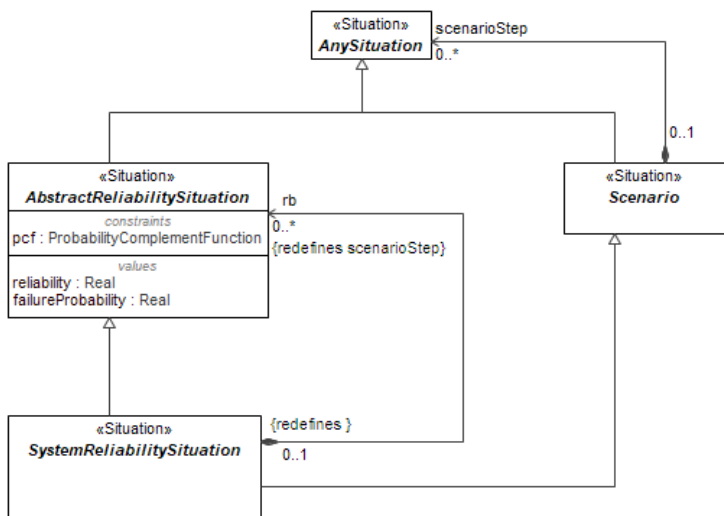 «Situation»
AnySituation
scenarioStep
0..*
0..1
«Situation»
AbstractReliabilitySituation
constraints
pcf : ProbabilityComplementFunction
values
reliability : Real
failureProbability : Real
rb
0..*
{redefines scenarioStep}
«Situation»
Scenario
«Situation»
SystemReliabilitySituation
{redefines }
0..1